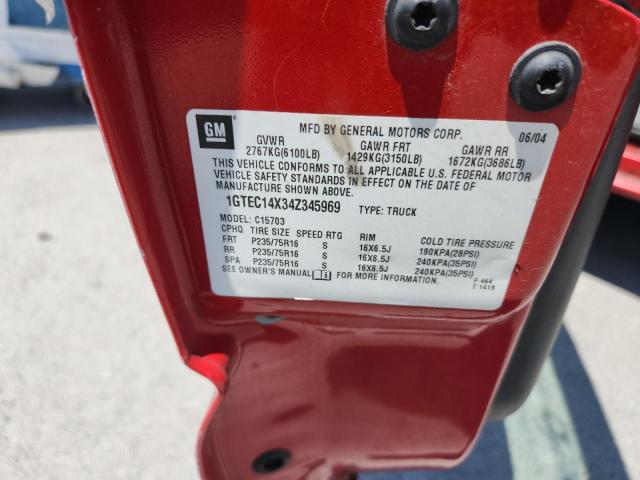 GM
MFD BY GENERAL MOTORS CORP. 06/04
GVWR GAWR FRT GAWR RR
2767KG(6100LB) 1429KG(3150LB) 1672KG(3686LB)
THIS VEHICLE CONFORMS TO ALL APPLICABLE U.S. FEDERAL MOTOR
VEHICLE SAFETY STANDARDS IN EFFECT ON THE DATE OF
MANUFACTURE SHOWN ABOVE.
1GTEC14X34Z345969 TYPE: TRUCK
MODEL: C15703
CPHQ TIRE SIZE SPEED RTG RIM COLD TIRE PRESSURE
FRT P235/75R16 S 16X6.5J 190KPA(28PSI)
RR P235/75R16 S 16X6.5J 240KPA(35PSI)
SPA P235/75R16 S 16X6.5J 240KPA(35PSI)
SEE OWNER'S MANUAL FOR MORE INFORMATION.
F 464
T 1419